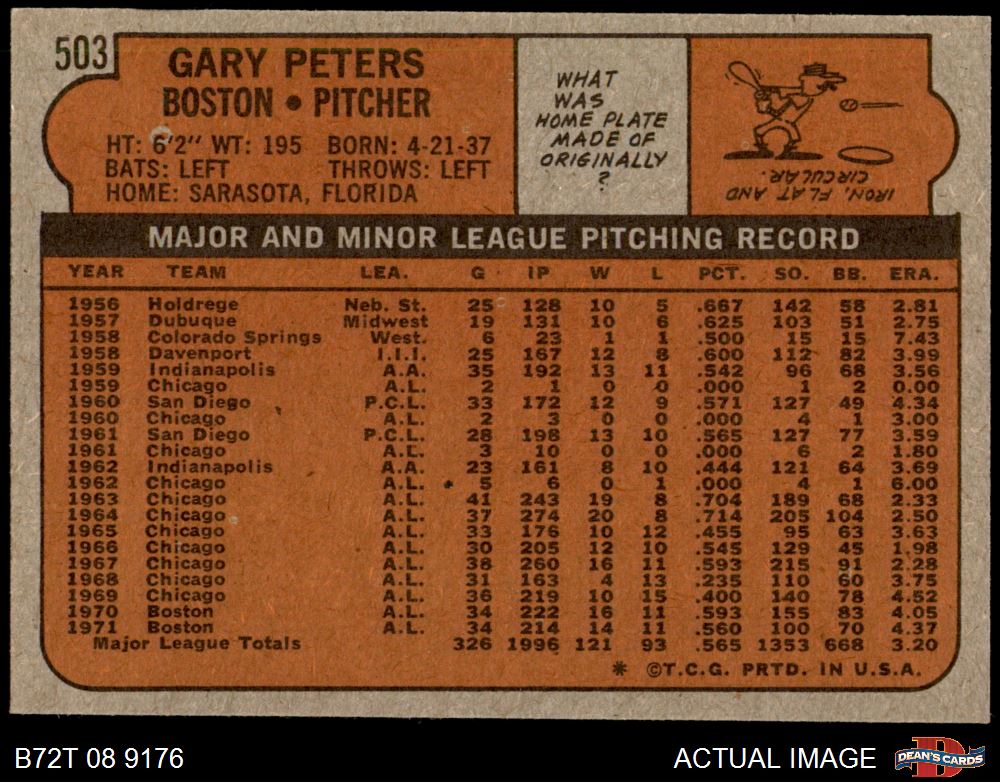 503
GARY PETERS
BOSTON • PITCHER
HT: 6'2" WT: 195 BORN: 4-21-37
BATS: LEFT THROWS: LEFT
HOME: SARASOTA, FLORIDA
WHAT
WAS
HOME PLATE
MADE OF
ORIGINALLY
?
IRON, FLAT AND
CIRCULAR.
MAJOR AND MINOR LEAGUE PITCHING RECORD
YEAR TEAM LEA. G IP W L PCT. SO. BB. ERA.
1956 Holdrege Neb. St. 25 128 10 5 .667 142 58 2.81
1957 Dubuque Midwest 19 131 10 6 .625 103 51 2.75
1958 Colorado Springs West. 6 23 1 1 .500 15 15 7.43
1958 Davenport I.I.I. 25 167 12 8 .600 112 82 3.99
1959 Indianapolis A.A. 35 192 13 11 .542 96 68 3.56
1959 Chicago A.L. 2 1 0 0 .000 1 2 0.00
1960 San Diego P.C.L. 33 172 12 9 .571 127 49 4.34
1960 Chicago A.L. 2 3 0 0 .000 4 1 3.00
1961 San Diego P.C.L. 28 198 13 10 .565 127 77 3.59
1961 Chicago A.L. 3 10 0 0 .000 6 2 1.80
1962 Indianapolis A.A. 23 161 8 10 .444 121 64 3.69
1962 Chicago A.L. 5 6 0 1 .000 4 1 6.00
1963 Chicago A.L. 41 243 19 8 .704 189 68 2.33
1964 Chicago A.L. 37 274 20 8 .714 205 104 2.50
1965 Chicago A.L. 33 176 10 12 .455 95 63 3.63
1966 Chicago A.L. 30 205 12 10 .545 129 45 1.98
1967 Chicago A.L. 38 260 16 11 .593 215 91 2.28
1968 Chicago A.L. 31 163 4 13 .235 110 60 3.75
1969 Chicago A.L. 36 219 10 15 .400 140 78 4.52
1970 Boston A.L. 34 222 16 11 .593 155 83 4.05
1971 Boston A.L. 34 214 14 11 .560 100 70 4.37
Major League Totals 326 1996 121 93 .565 1353 668 3.20
* ©T.C.G. PRTD. IN U.S.A.
B72T 08 9176
ACTUAL IMAGE
D
DEAN'S CARDS